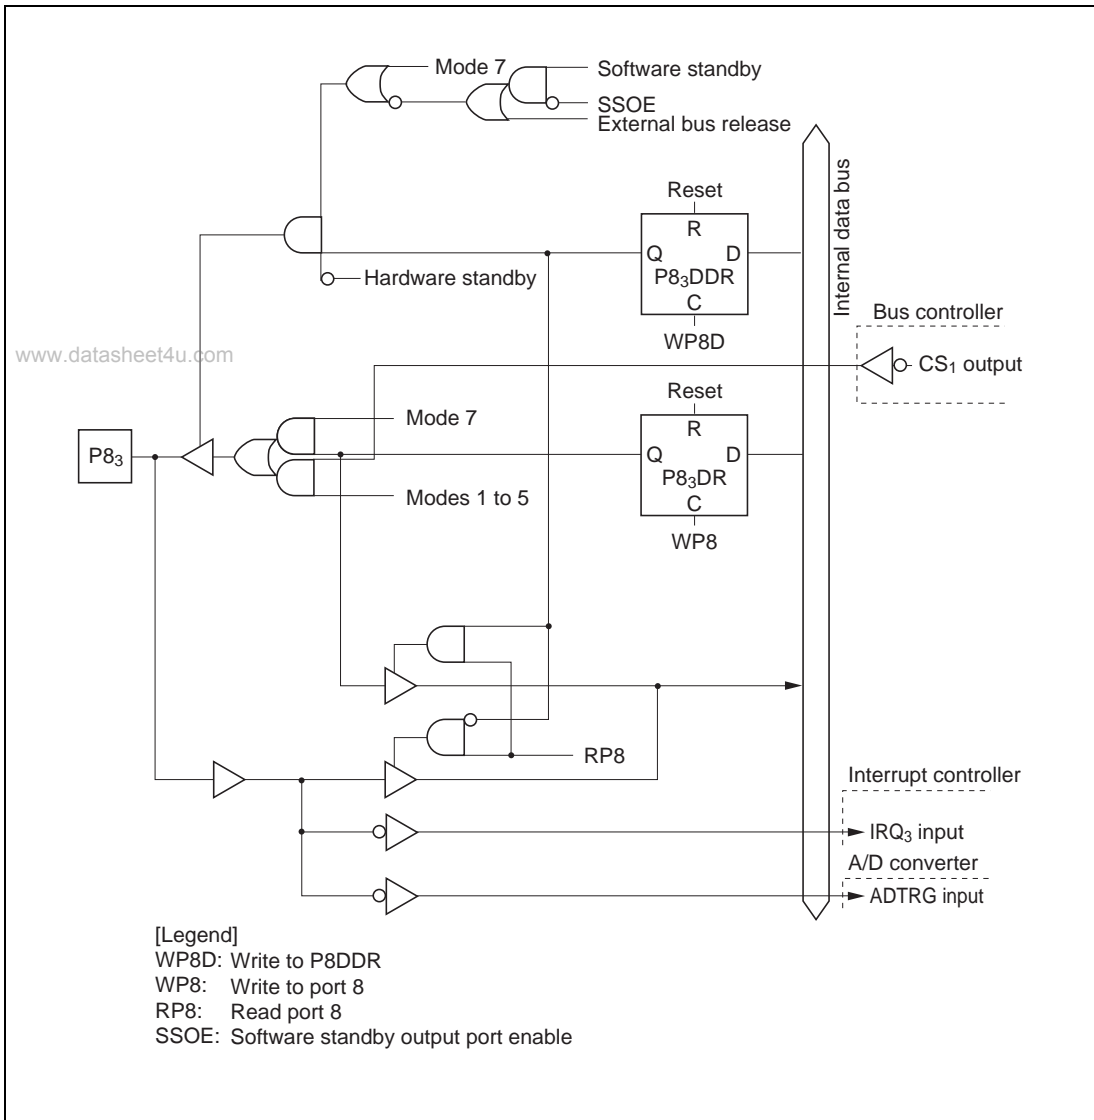 Mode 7
Software standby
SSOE
External bus release
Reset
R
Q D
P8₃DDR
C
WP8D
Hardware standby
Internal data bus
Bus controller
CS₁ output
www.datasheet4u.com
Mode 7
Reset
R
Q D
P8₃DR
C
WP8
P8₃
Modes 1 to 5
RP8
Interrupt controller
IRQ₃ input
A/D converter
ADTRG input
[Legend]
WP8D: Write to P8DDR
WP8: Write to port 8
RP8: Read port 8
SSOE: Software standby output port enable